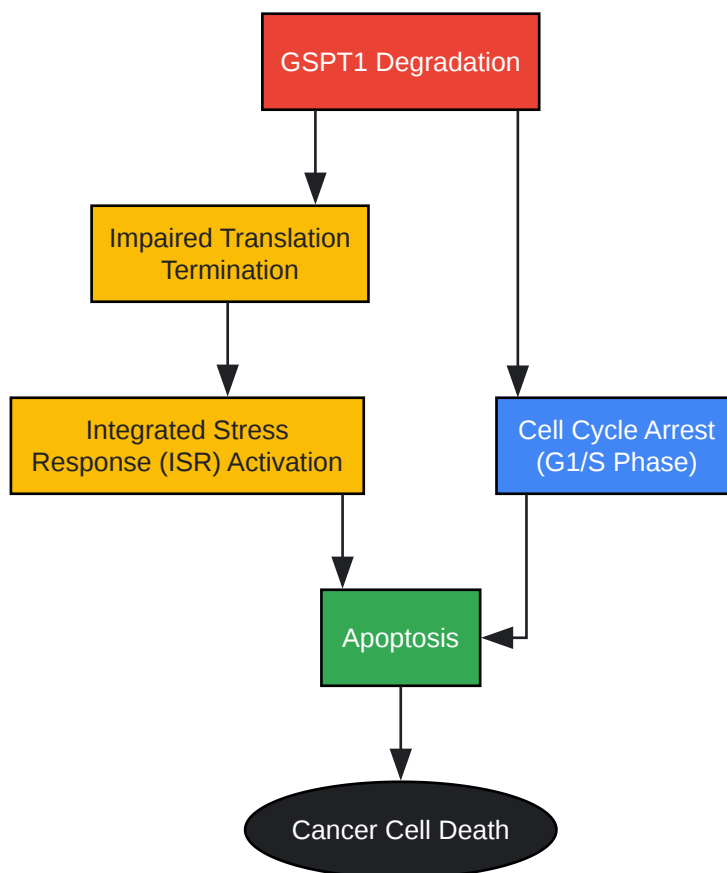 GSPT1 Degradation
Impaired Translation
Termination
Integrated Stress
Response (ISR) Activation
Cell Cycle Arrest
(G1/S Phase)
Apoptosis
Cancer Cell Death